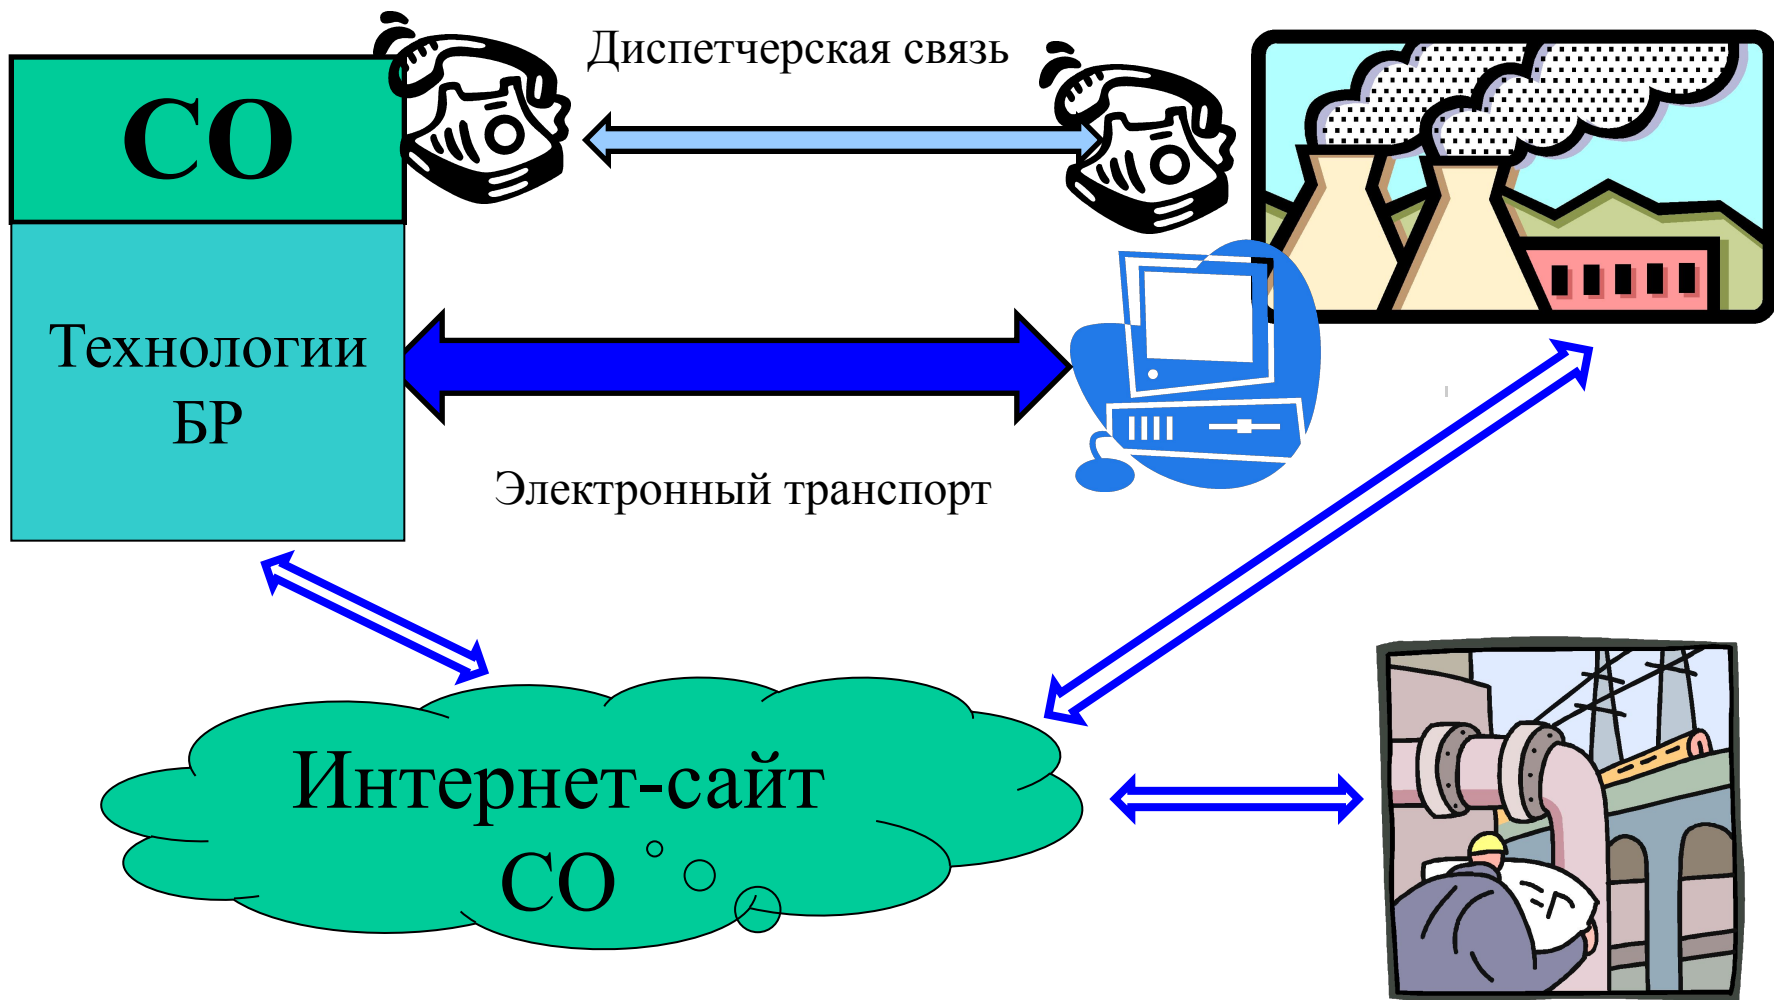 СО
Диспетчерская связь
Технологии
БР
Электронный транспорт
Интернет-сайт
СО